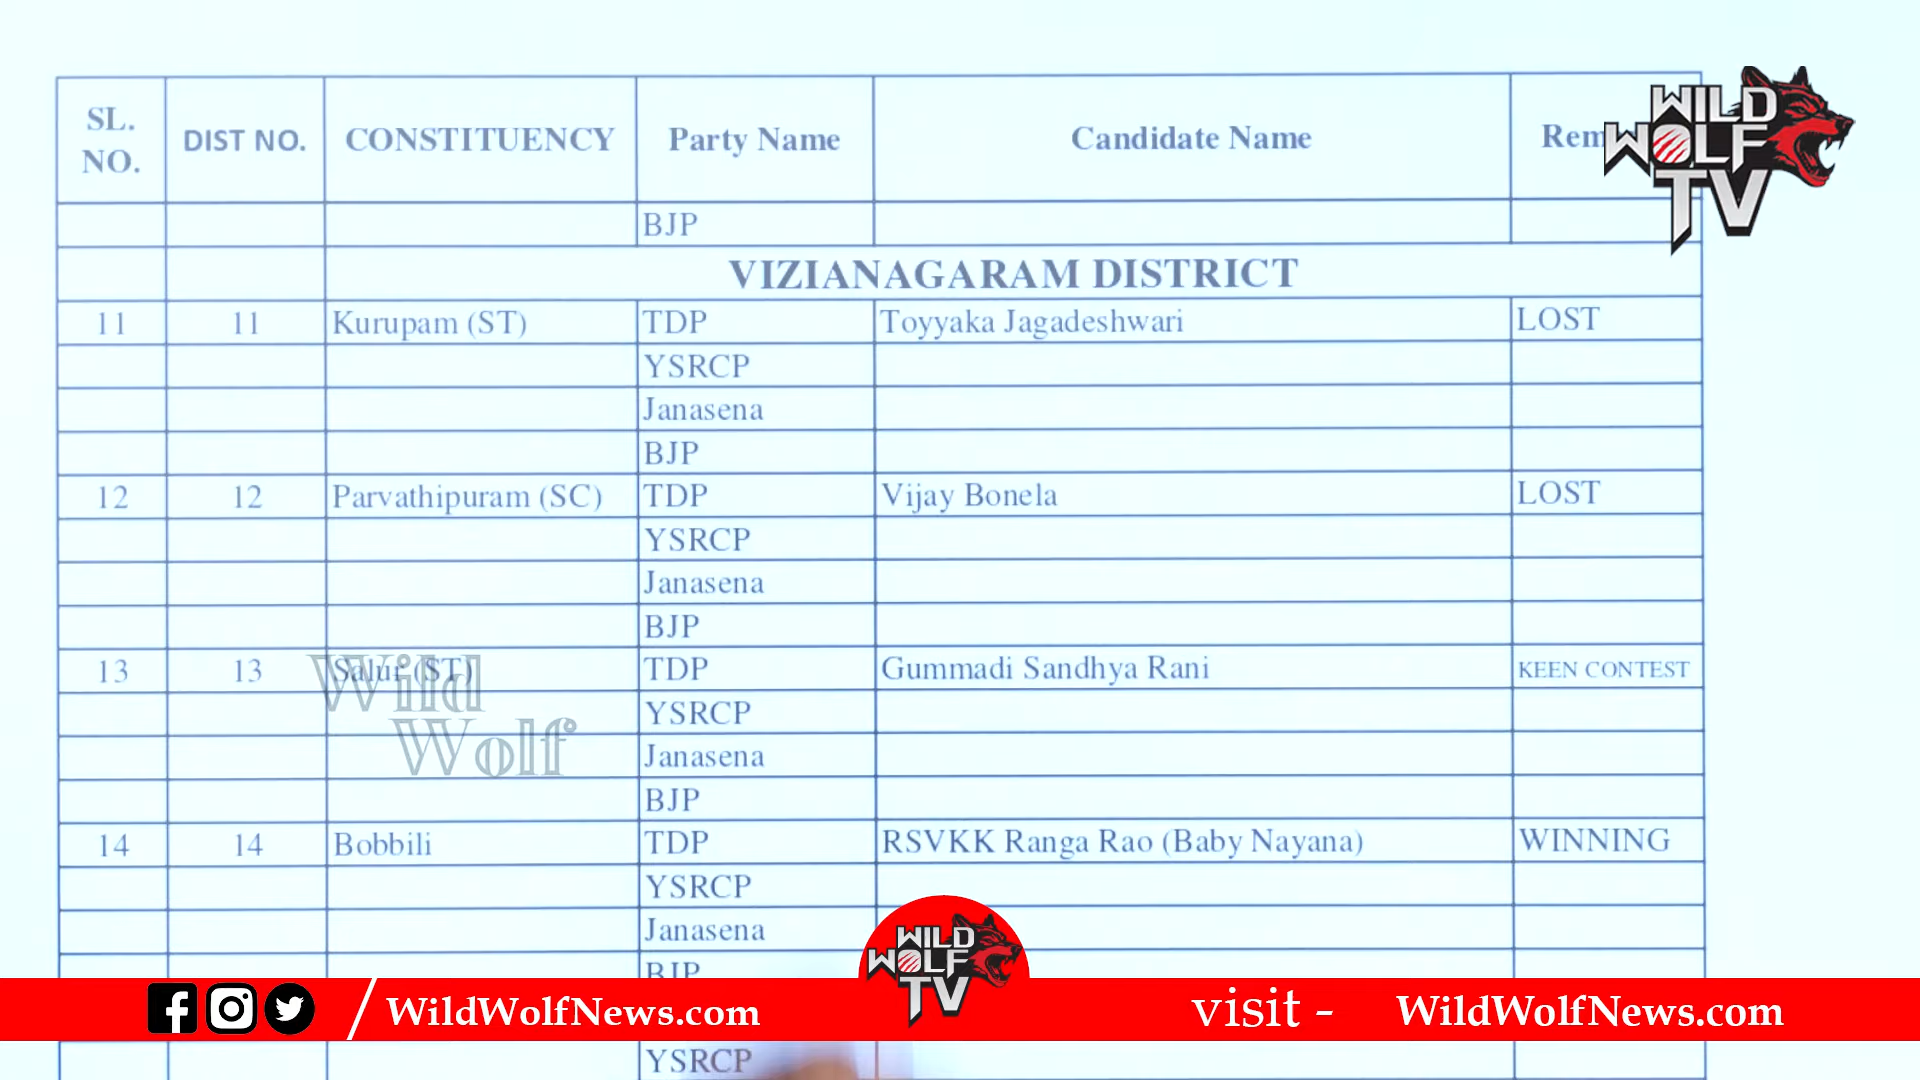 SL. NO.
DIST NO.
CONSTITUENCY
Party Name
Candidate Name
Rem
WILD WOLF TV
BJP
VIZIANAGARAM DISTRICT
11 11 Kurupam (ST) TDP Toyyaka Jagadeshwari LOST
YSRCP
Janasena
BJP
12 12 Parvathipuram (SC) TDP Vijay Bonela LOST
YSRCP
Janasena
BJP
13 13 Salur (ST) TDP Gummadi Sandhya Rani KEEN CONTEST
Wild
YSRCP
Wolf
Janasena
BJP
14 14 Bobbili TDP RSVKK Ranga Rao (Baby Nayana) WINNING
YSRCP
Janasena
BJP
WILD WOLF TV
WildWolfNews.com
visit - WildWolfNews.com
YSRCP